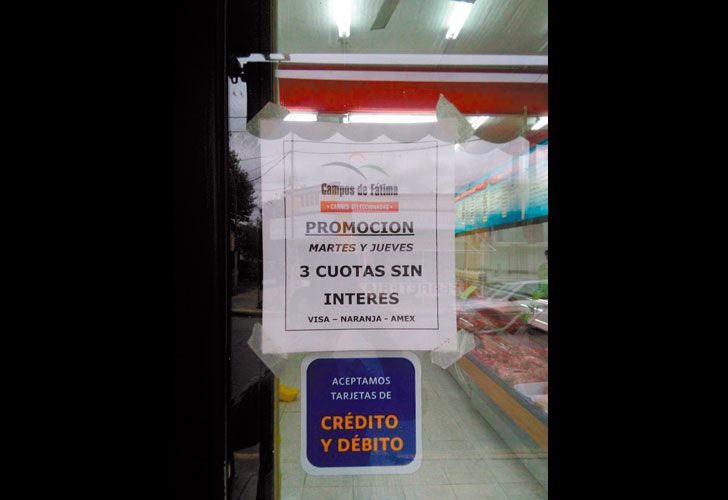 Campos de Fátima
• CARNES SELECCIONADAS •
PROMOCION
MARTES Y JUEVES
3 CUOTAS SIN
INTERES
VISA – NARANJA - AMEX
ACEPTAMOS
TARJETAS DE
CRÉDITO
Y DÉBITO